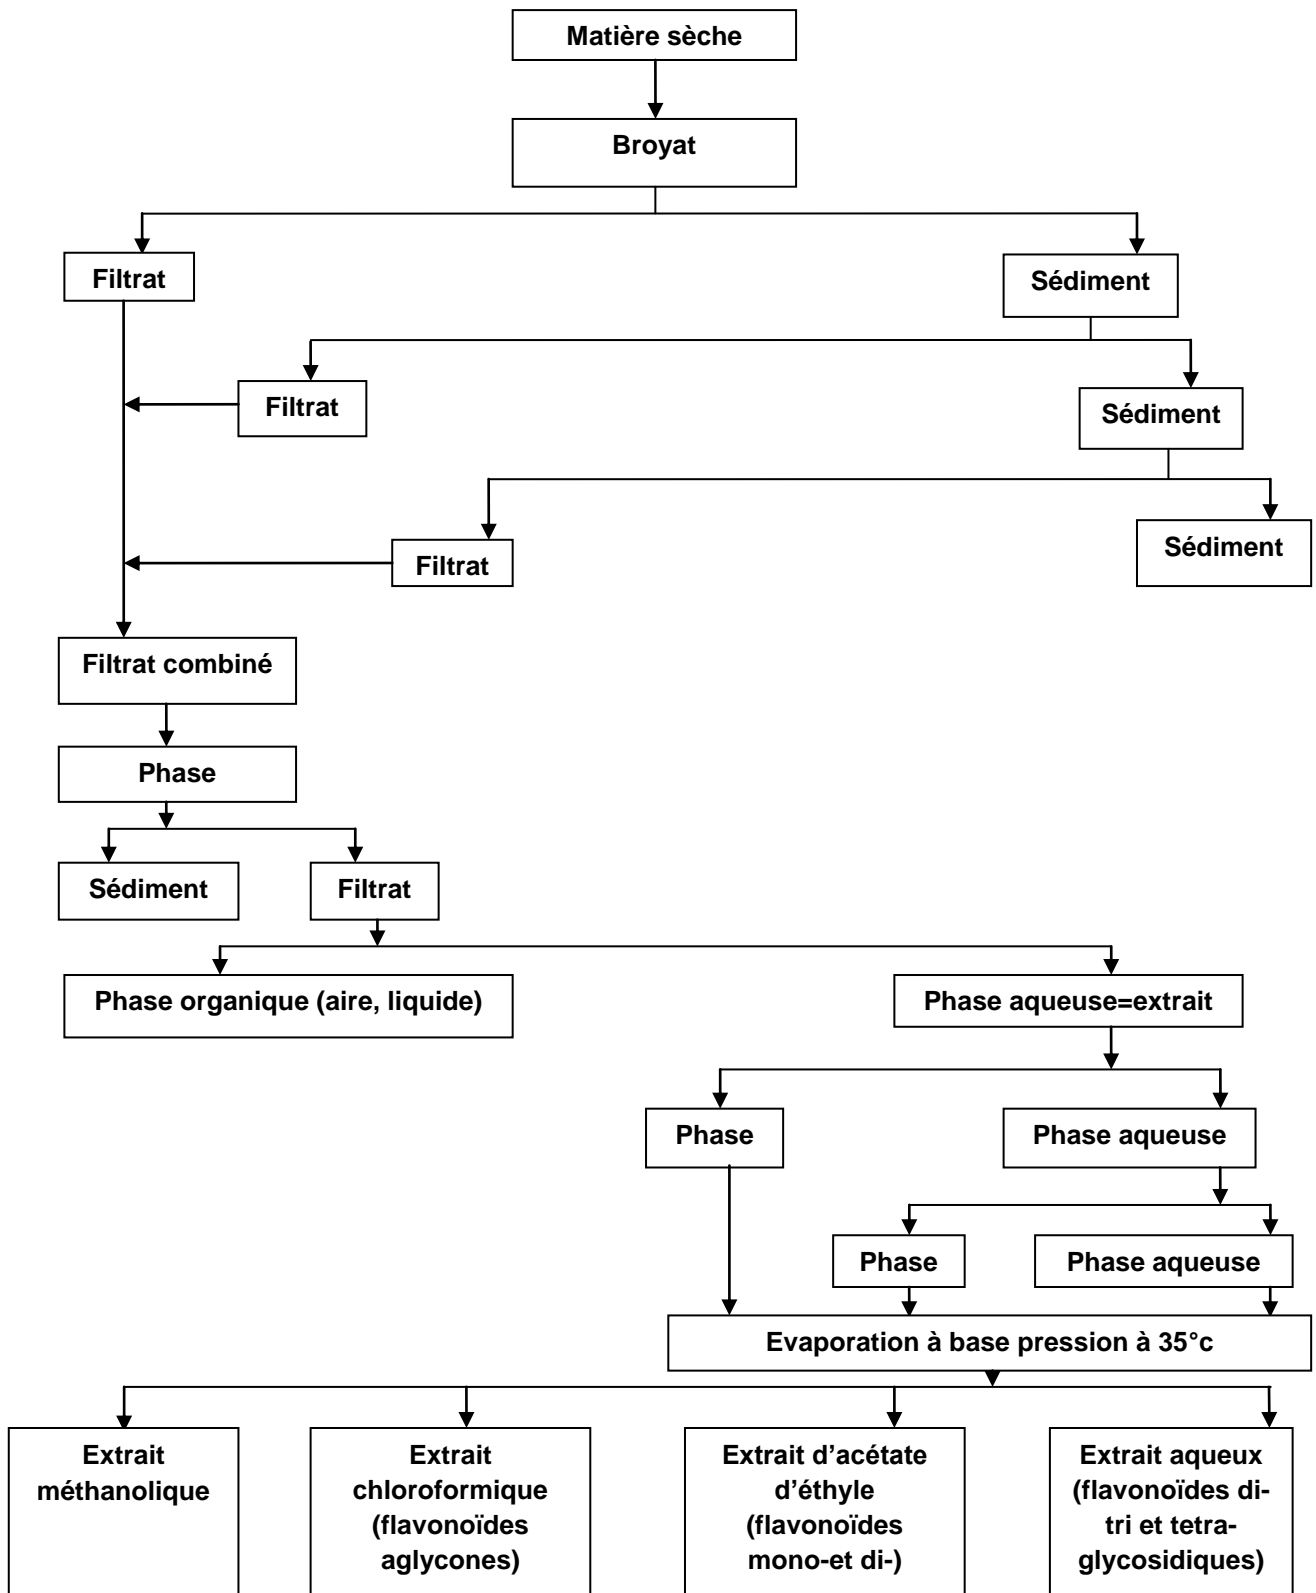 Matière sèche
Broyat
Filtrat
Sédiment
Filtrat
Sédiment
Filtrat
Sédiment
Filtrat combiné
Phase
Sédiment
Filtrat
Phase organique (aire, liquide)
Phase aqueuse=extrait
Phase
Phase aqueuse
Phase
Phase aqueuse
Evaporation à base pression à 35°c
Extrait
méthanolique
Extrait
chloroformique
(flavonoïdes
aglycones)
Extrait d’acétate
d’éthyle
(flavonoïdes
mono-et di-)
Extrait aqueux
(flavonoïdes di-
tri et tetra-
glycosidiques)